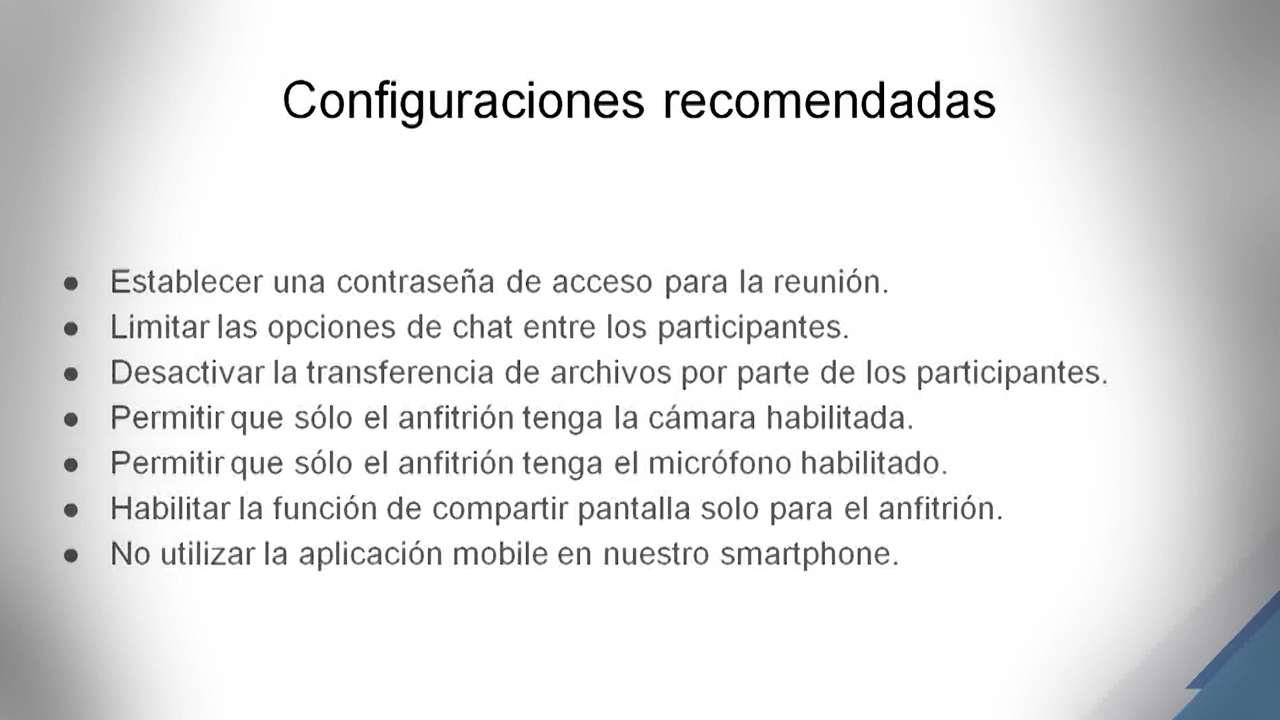 Configuraciones recomendadas
● Establecer una contraseña de acceso para la reunión.
● Limitar las opciones de chat entre los participantes.
● Desactivar la transferencia de archivos por parte de los participantes.
● Permitir que sólo el anfitrión tenga la cámara habilitada.
● Permitir que sólo el anfitrión tenga el micrófono habilitado.
● Habilitar la función de compartir pantalla solo para el anfitrión.
● No utilizar la aplicación mobile en nuestro smartphone.